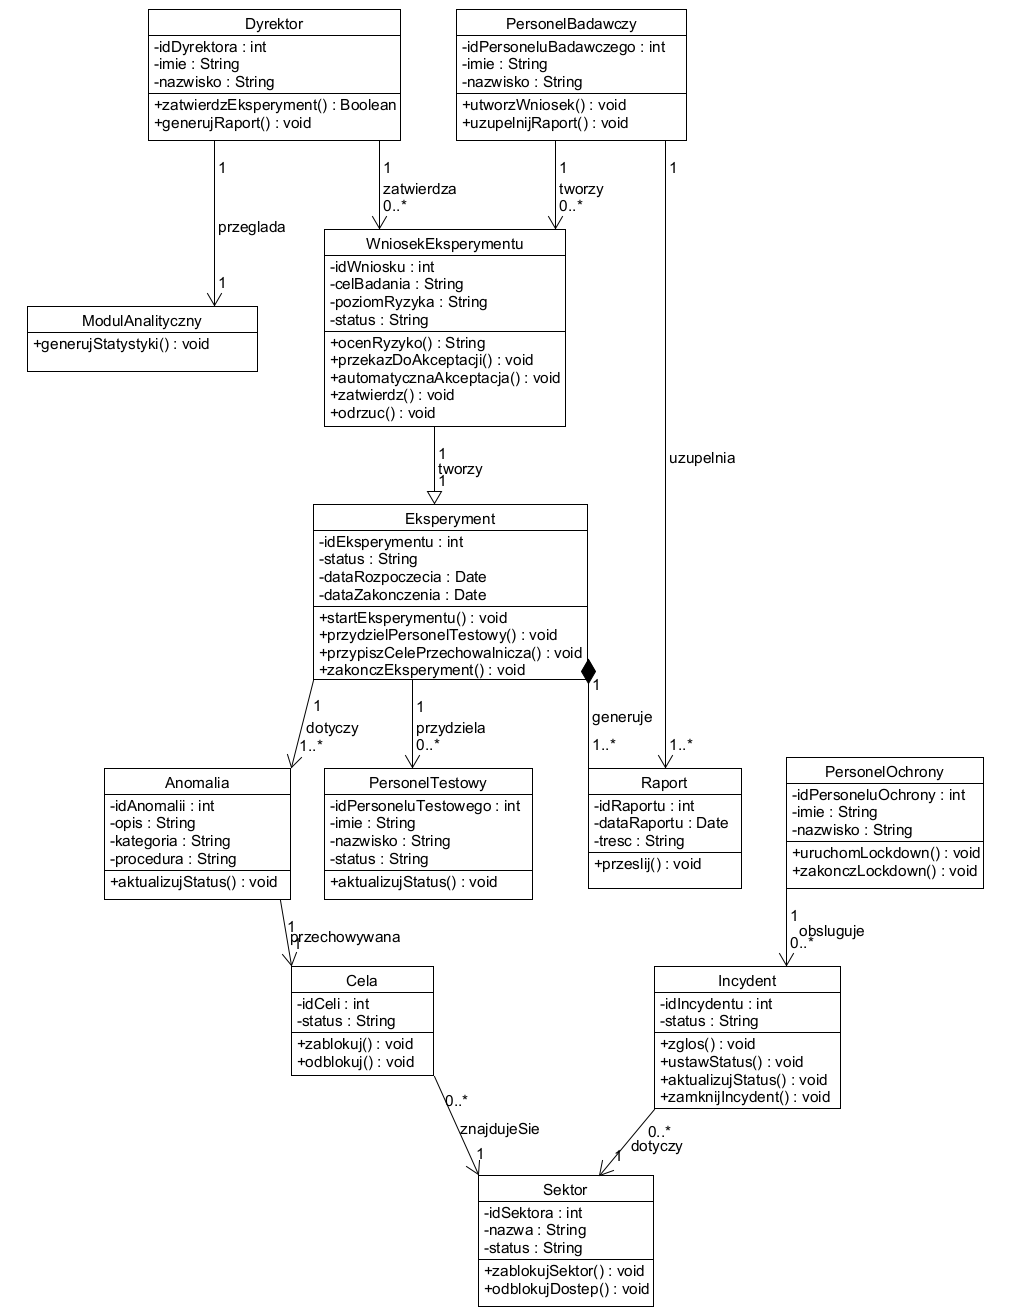 Dyrektor
-idDyrektora : int
-imie : String
-nazwisko : String
+zatwierdzEksperyment() : Boolean
+generujRaport() : void
PersonelBadawczy
-idPersoneluBadawczego : int
-imie : String
-nazwisko : String
+utworzWniosek() : void
+uzupelnijRaport() : void
1
przeglada
1
1
zatwierdza
0..*
1
tworzy
0..*
1
uzupelnia
1..*
ModulAnalityczny
+generujStatystyki() : void
WniosekEksperymentu
-idWniosku : int
-celBadania : String
-poziomRyzyka : String
-status : String
+ocenRyzyko() : String
+przekazDoAkceptacji() : void
+automatycznaAkceptacja() : void
+zatwierdz() : void
+odrzuc() : void
1
tworzy
1
Eksperyment
-idEksperymentu : int
-status : String
-dataRozpoczecia : Date
-dataZakonczenia : Date
+startEksperymentu() : void
+przydzielPersonelTestowy() : void
+przypiszCelePrzechowalnicza() : void
+zakonczEksperyment() : void
1
dotyczy
1..*
1
przydziela
0..*
1
generuje
1..*
Anomalia
-idAnomalii : int
-opis : String
-kategoria : String
-procedura : String
+aktualizujStatus() : void
PersonelTestowy
-idPersoneluTestowego : int
-imie : String
-nazwisko : String
-status : String
+aktualizujStatus() : void
Raport
-idRaportu : int
-dataRaportu : Date
-tresc : String
+przeslij() : void
PersonelOchrony
-idPersoneluOchrony : int
-imie : String
-nazwisko : String
+uruchomLockdown() : void
+zakonczLockdown() : void
1
przechowywana
1
1
obsluguje
0..*
Cela
-idCeli : int
-status : String
+zablokuj() : void
+odblokuj() : void
Incydent
-idIncydentu : int
-status : String
+zglos() : void
+ustawStatus() : void
+aktualizujStatus() : void
+zamknijIncydent() : void
0..*
znajdujeSie
1
0..*
dotyczy
1
Sektor
-idSektora : int
-nazwa : String
-status : String
+zablokujSektor() : void
+odblokujDostep() : void